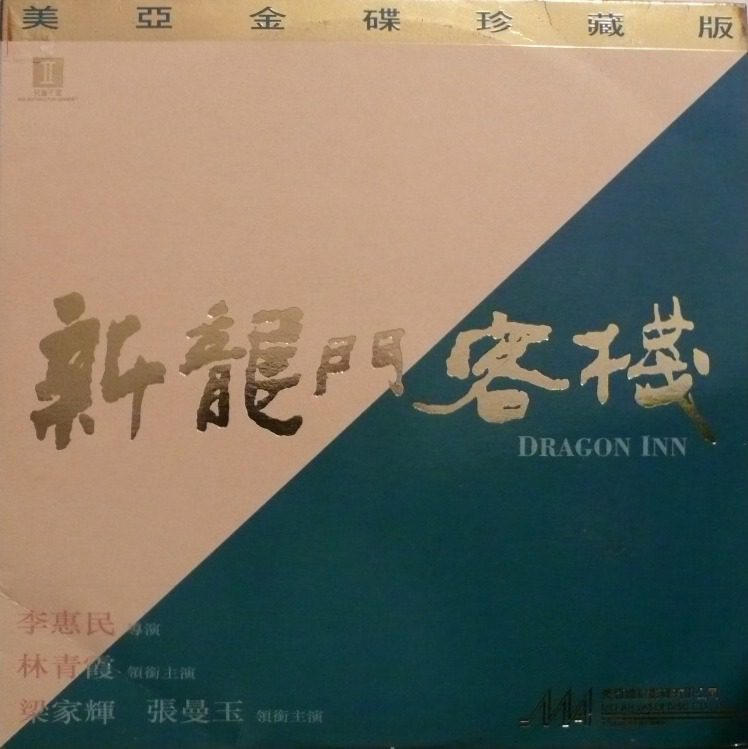 美亞金碟珍藏版
II
新龍門客棧
DRAGON INN
李惠民 導演
林青霞 領銜主演
梁家輝 張曼玉 領銜主演